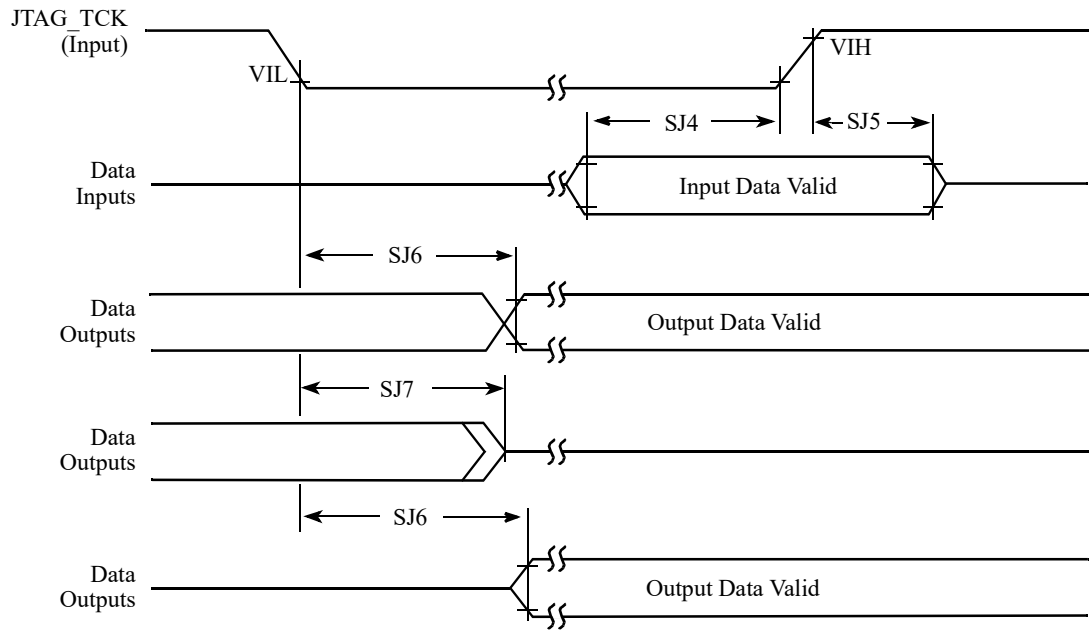 JTAG_TCK
(Input)
VIL
VIH
SJ4
SJ5
Data
Inputs
Input Data Valid
SJ6
Data
Outputs
Output Data Valid
SJ7
Data
Outputs
SJ6
Data
Outputs
Output Data Valid